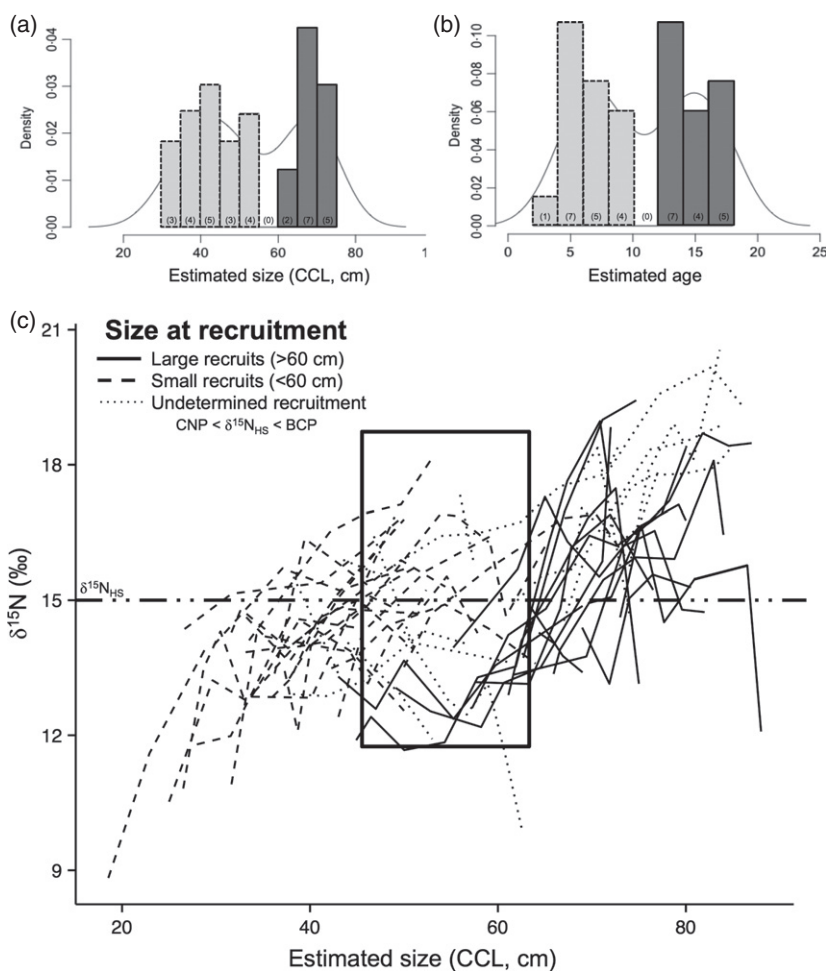 (a)
0·04
0·03
0·02
0·01
0·00
Density
(3) (4) (5) (3) (4) (0) (2) (7) (5)
20 40 60 80 1
Estimated size (CCL, cm)
(b)
0·10
0·08
0·06
0·04
0·02
0·00
Density
(1) (7) (5) (4) (0) (7) (4) (5)
0 5 10 15 20 25
Estimated age
(c)
Size at recruitment
Large recruits (>60 cm)
Small recruits (<60 cm)
Undetermined recruitment
CNP < δ¹⁵N_HS < BCP
21
18
15
12
9
δ¹⁵N (‰)
δ¹⁵N_HS
20 40 60 80
Estimated size (CCL, cm)